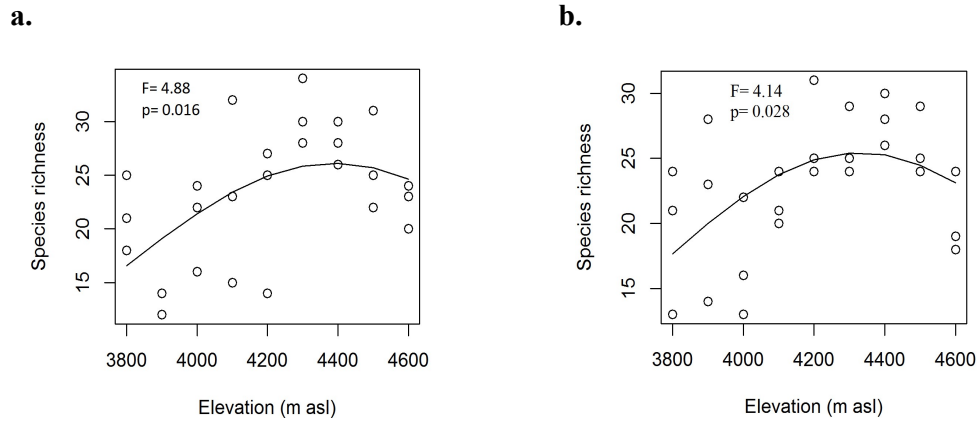 a.
F= 4.88
p= 0.016
Species richness
30
25
20
15
3800 4000 4200 4400 4600
Elevation (m asl)
b.
F= 4.14
p= 0.028
Species richness
30
25
20
15
3800 4000 4200 4400 4600
Elevation (m asl)